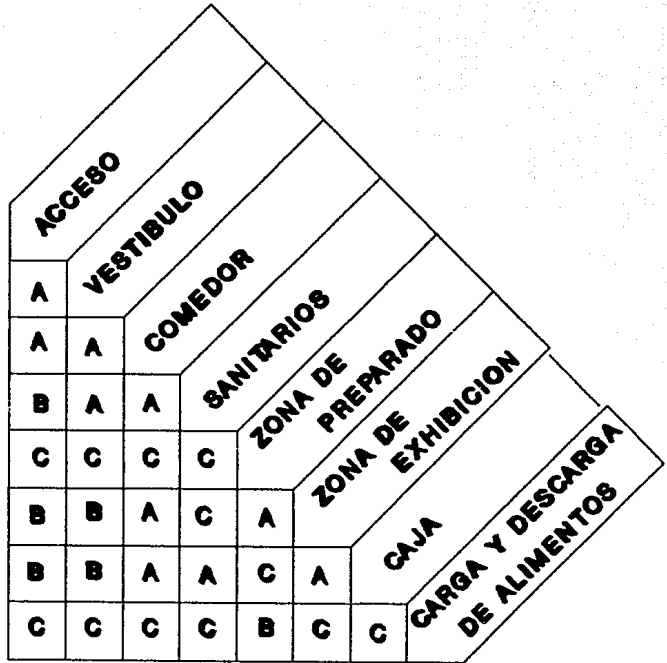 ACCESO
VESTIBULO
COMEDOR
SANITARIOS
ZONA DE
PREPARADO
ZONA DE
EXHIBICION
CAJA
CARGA Y DESCARGA
DE ALIMENTOS
A
A A
B A A
C C C C
B B A C A
B B A A C A
C C C C B C C